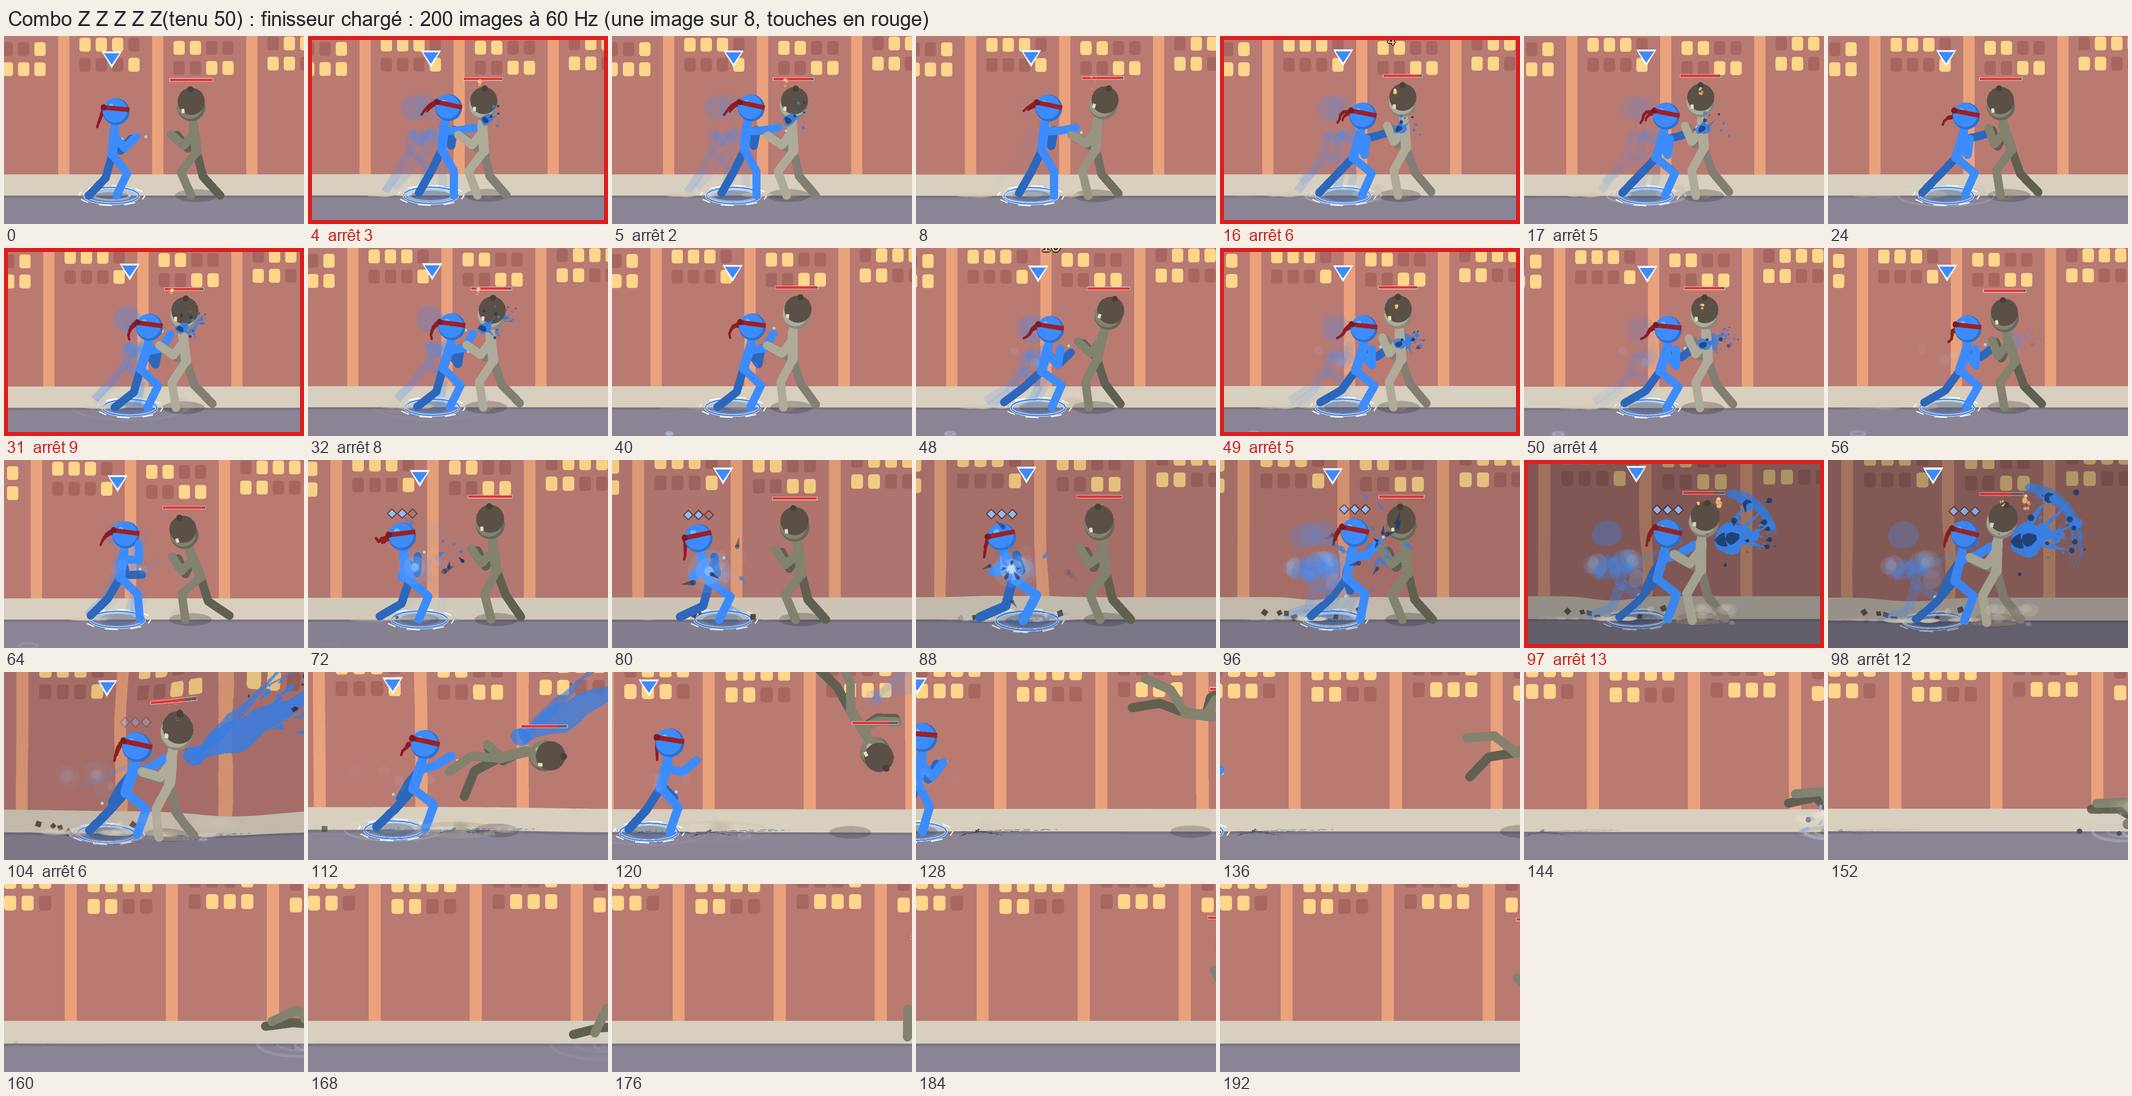 Combo Z Z Z Z Z(tenu 50) : finisseur chargé : 200 images à 60 Hz (une image sur 8, touches en rouge)
0
4 arrêt 3
5 arrêt 2
8
16 arrêt 6
17 arrêt 5
24
31 arrêt 9
32 arrêt 8
40
48
49 arrêt 5
50 arrêt 4
56
64
72
80
88
96
97 arrêt 13
98 arrêt 12
104 arrêt 6
112
120
128
136
144
152
160
168
176
184
192